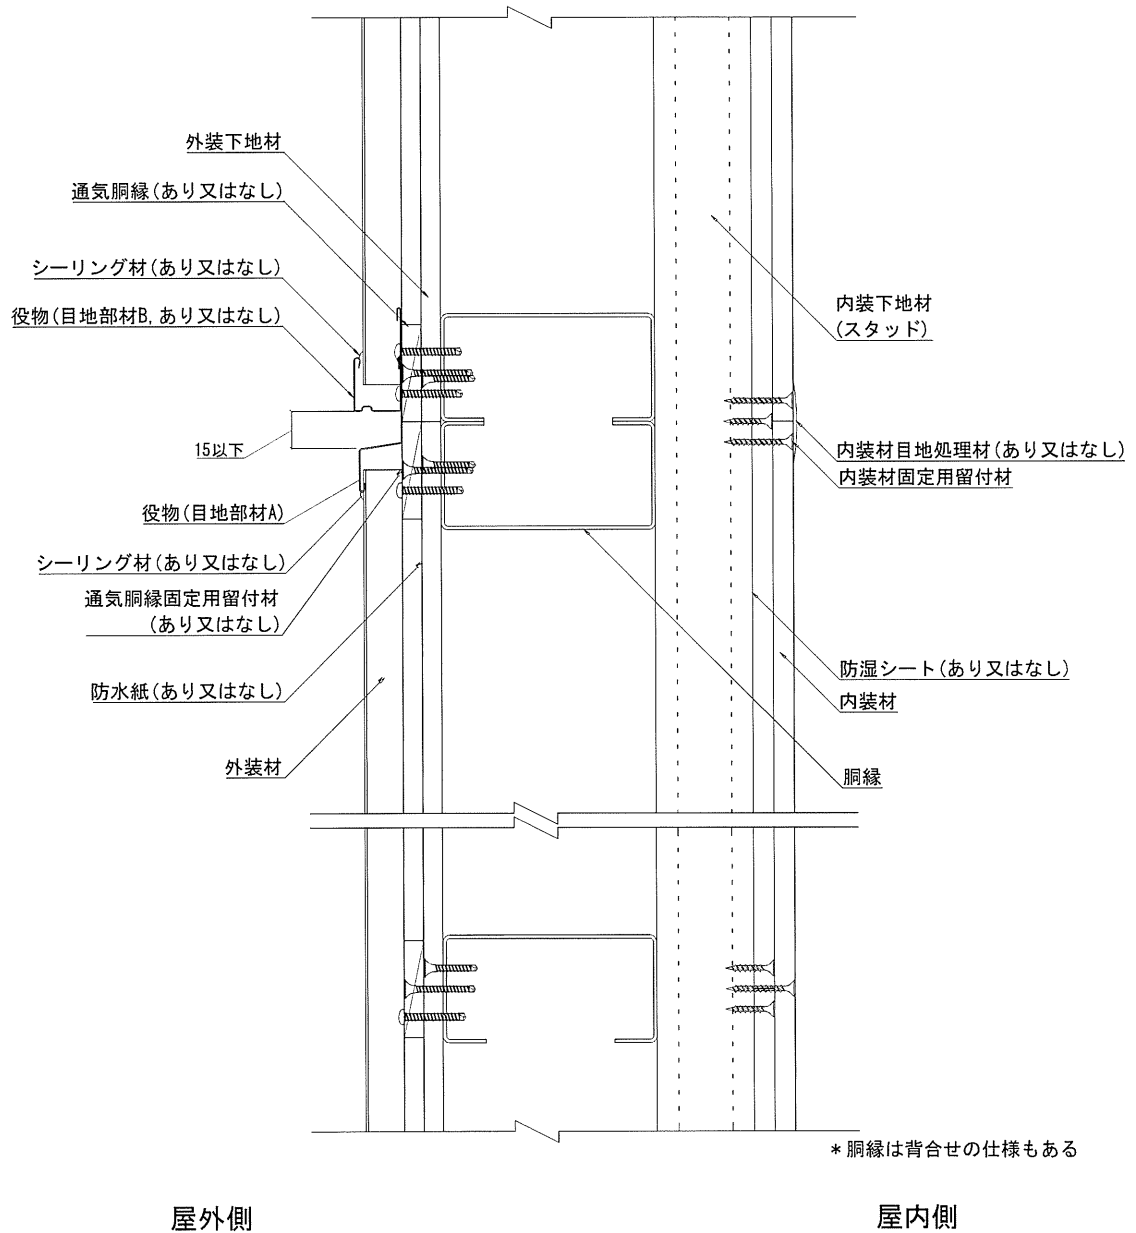 外装下地材
通気胴縁(あり又はなし)
シーリング材(あり又はなし)
役物(目地部材B, あり又はなし)
15以下
役物(目地部材A)
シーリング材(あり又はなし)
通気胴縁固定用留付材
(あり又はなし)
防水紙(あり又はなし)
外装材
内装下地材
(スタッド)
内装材目地処理材(あり又はなし)
内装材固定用留付材
防湿シート(あり又はなし)
内装材
胴縁
＊胴縁は背合せの仕様もある
屋外側
屋内側